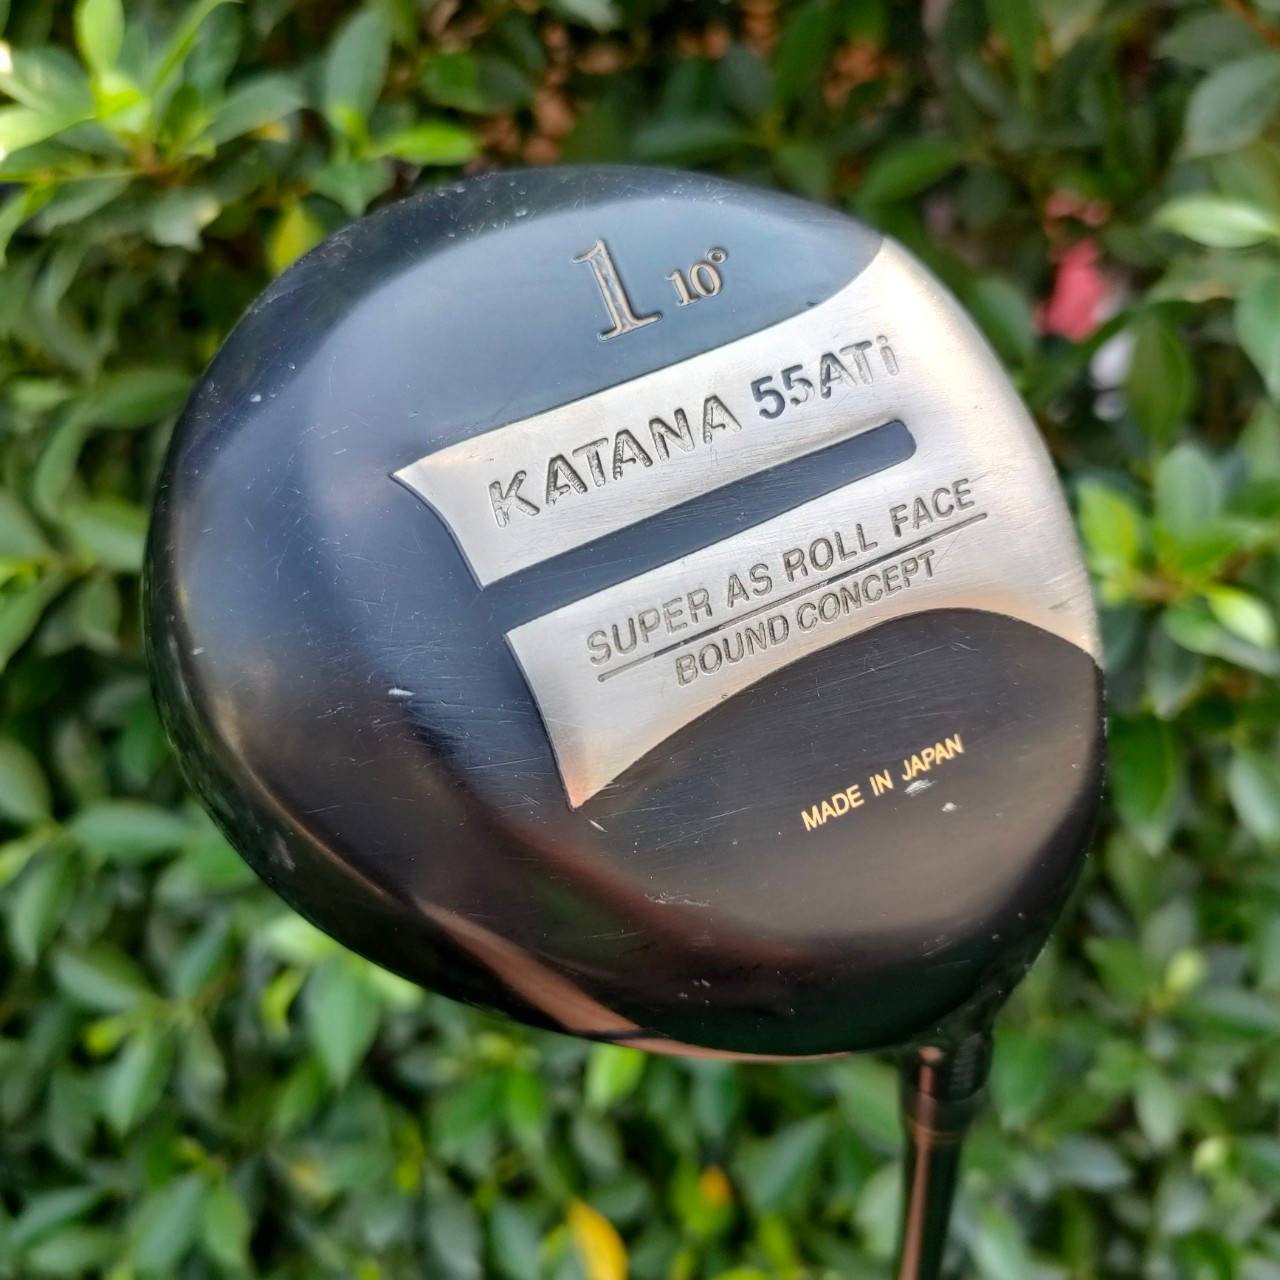 1 10°
KATANA 55ATi
SUPER AS ROLL FACE
BOUND CONCEPT
MADE IN JAPAN